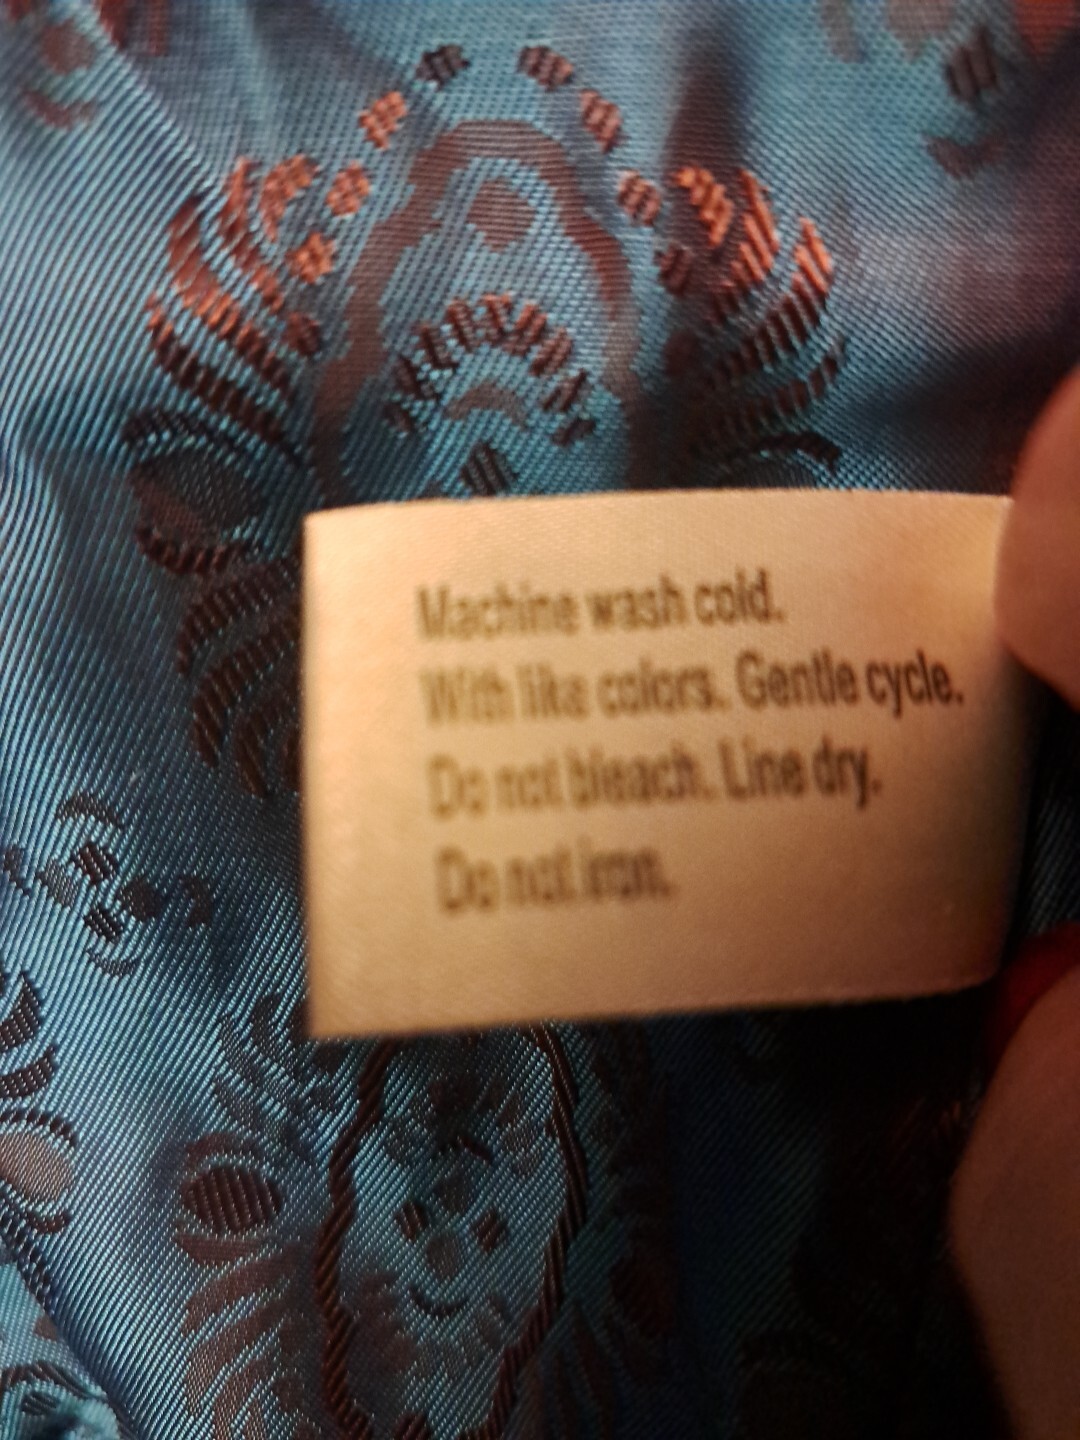 Machine wash cold.
With like colors. Gentle cycle.
Do not bleach. Line dry.
Do not iron.